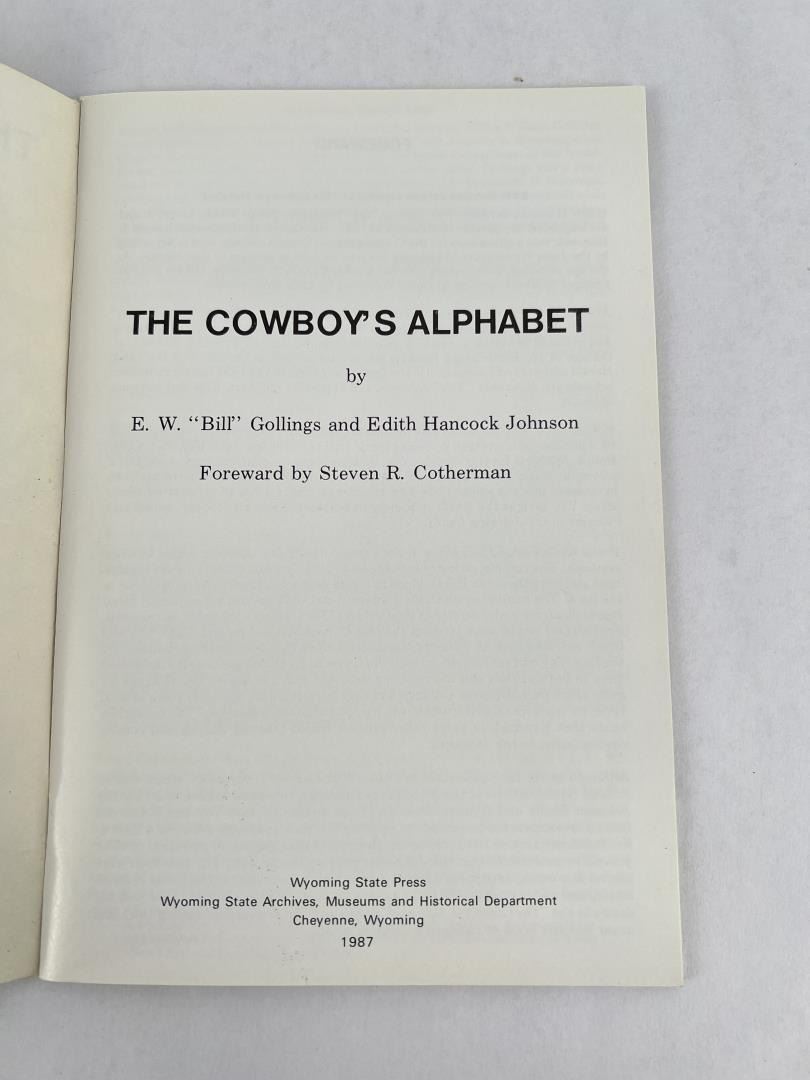 THE COWBOY'S ALPHABET
by
E. W. “Bill” Gollings and Edith Hancock Johnson
Foreward by Steven R. Cotherman
Wyoming State Press
Wyoming State Archives, Museums and Historical Department
Cheyenne, Wyoming
1987